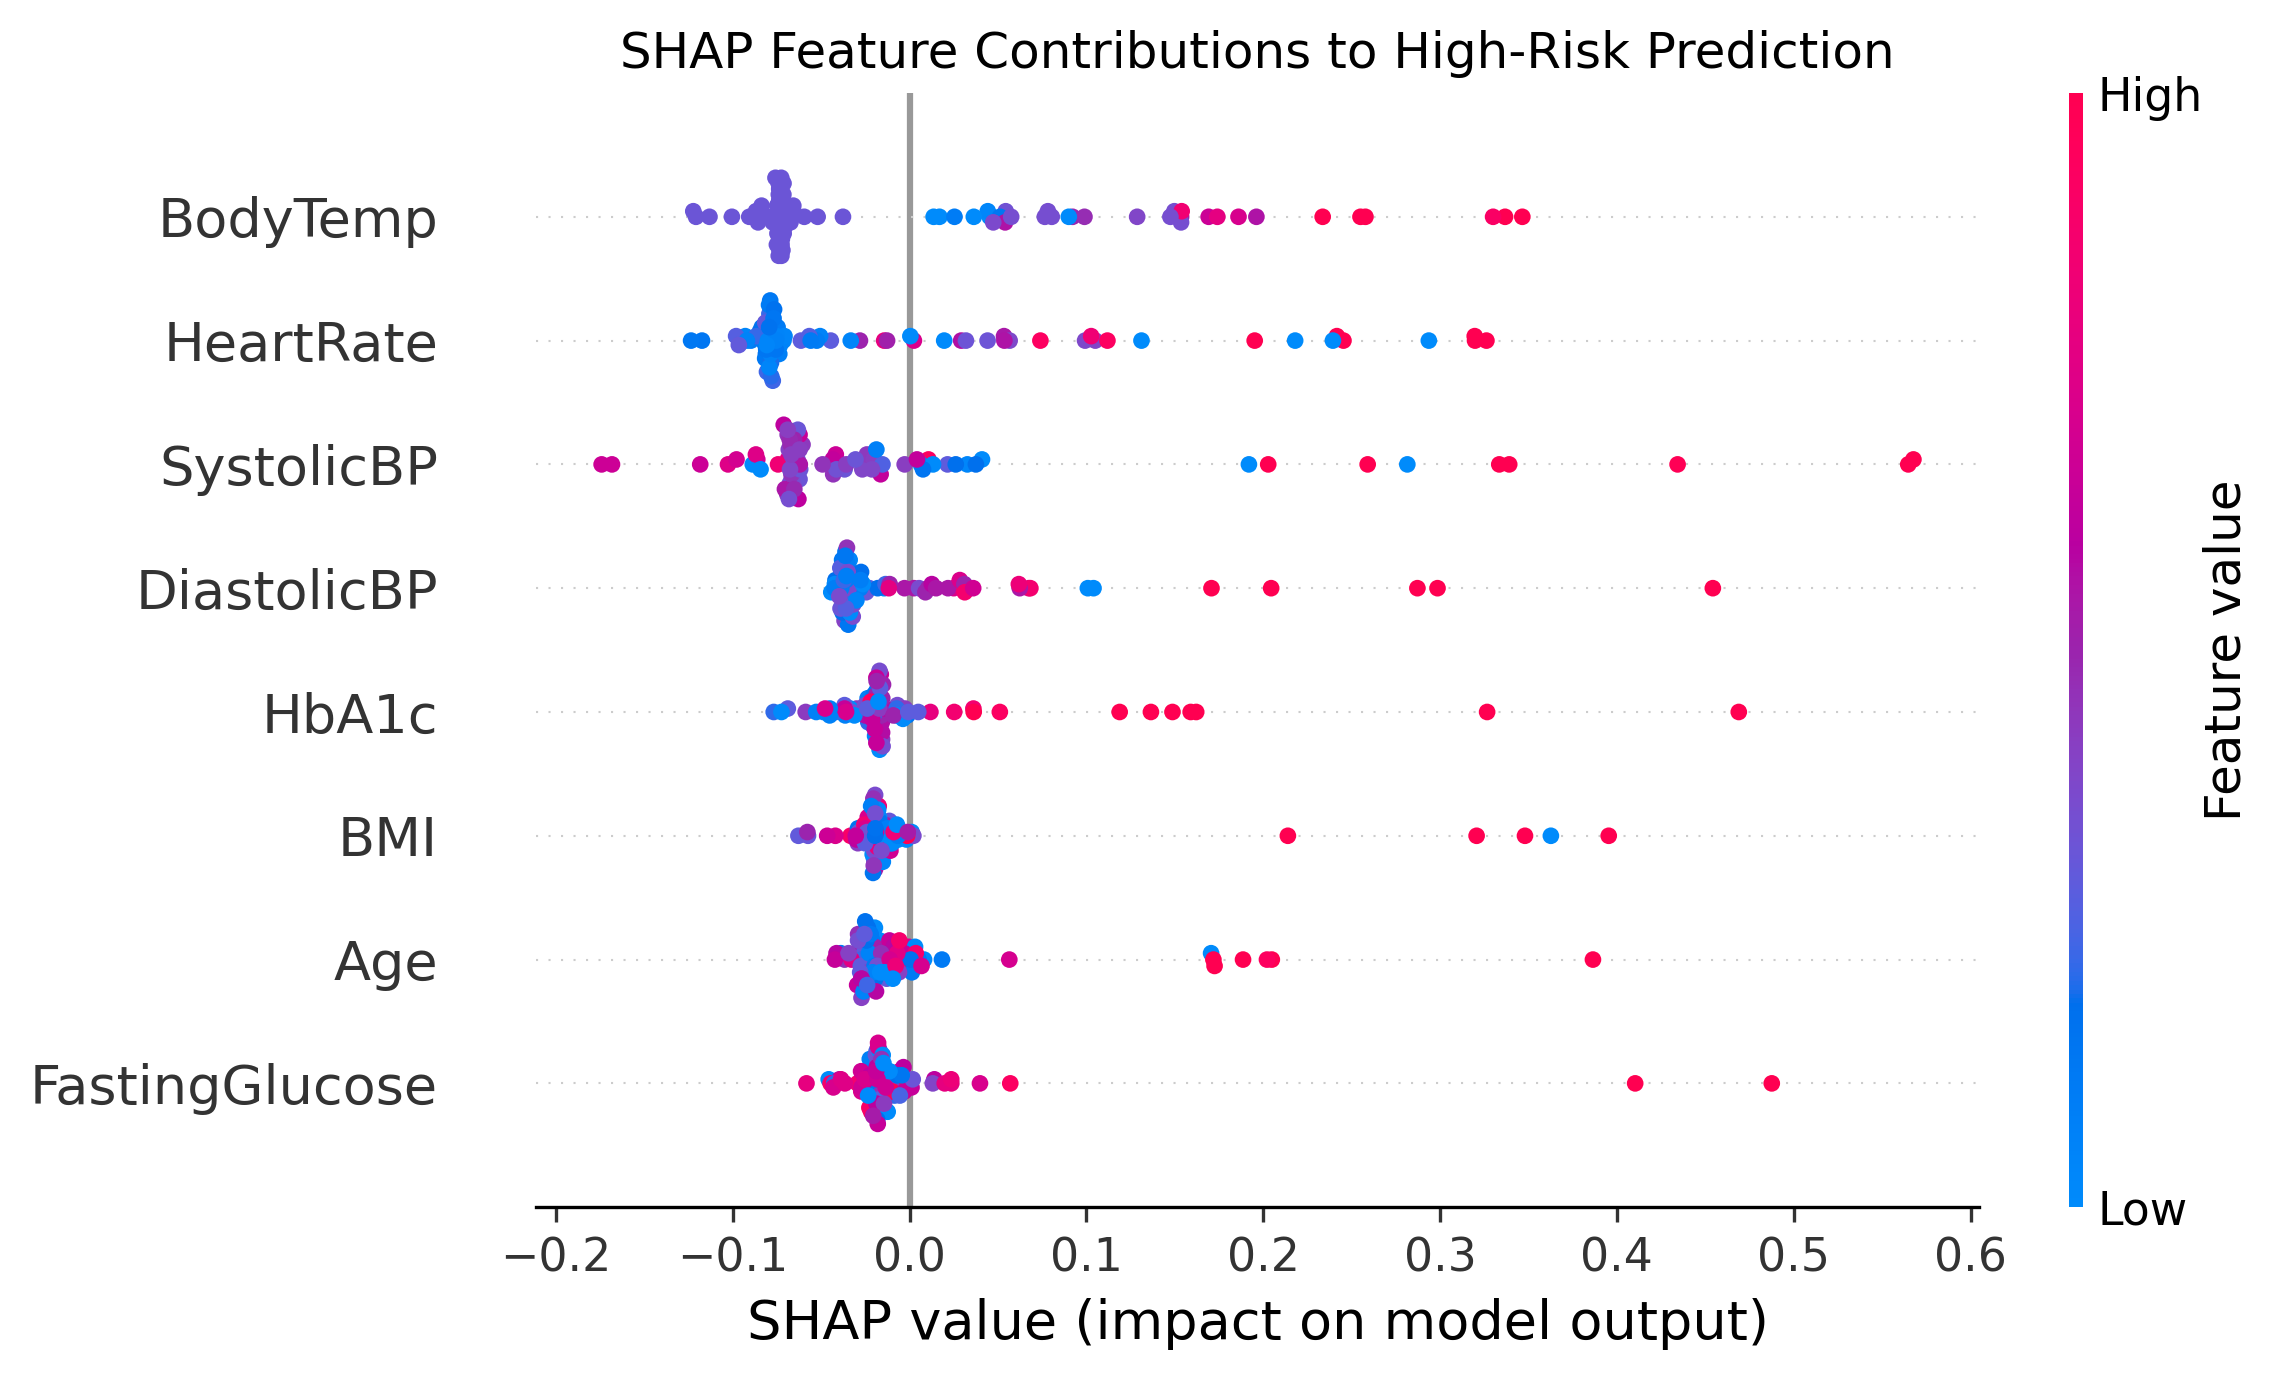 SHAP Feature Contributions to High-Risk Prediction
High
BodyTemp
HeartRate
SystolicBP
DiastolicBP
HbA1c
BMI
Age
FastingGlucose
Feature value
Low
−0.2 −0.1 0.0 0.1 0.2 0.3 0.4 0.5 0.6
SHAP value (impact on model output)